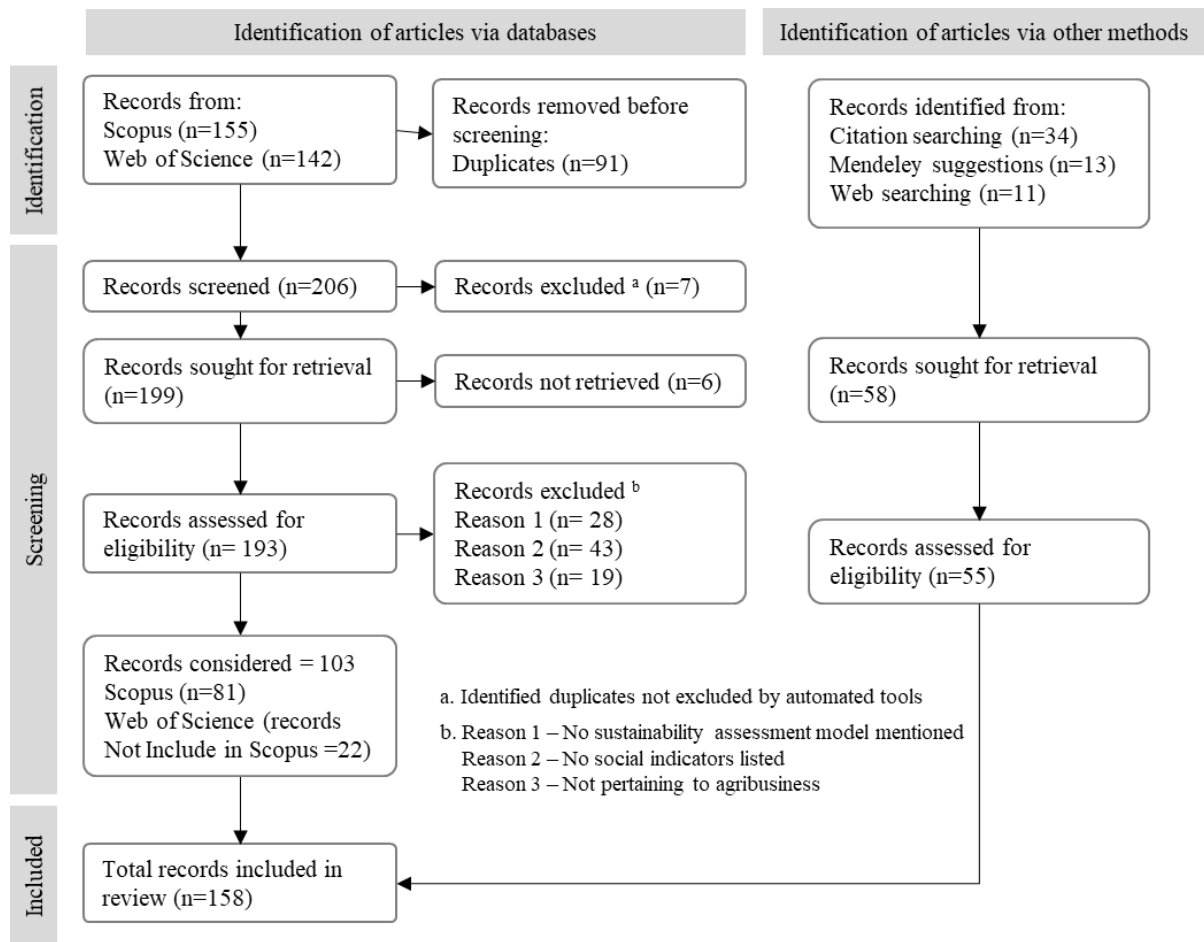 Identification of articles via databases
Identification of articles via other methods
Identification
Records from:
Scopus (n=155)
Web of Science (n=142)
Records removed before
screening:
Duplicates (n=91)
Records identified from:
Citation searching (n=34)
Mendeley suggestions (n=13)
Web searching (n=11)
Screening
Records screened (n=206)
Records excluded ᵃ (n=7)
Records sought for retrieval
(n=199)
Records not retrieved (n=6)
Records sought for retrieval
(n=58)
Records assessed for
eligibility (n= 193)
Records excluded ᵇ
Reason 1 (n= 28)
Reason 2 (n= 43)
Reason 3 (n= 19)
Records assessed for
eligibility (n=55)
Records considered = 103
Scopus (n=81)
Web of Science (records
Not Include in Scopus =22)
a. Identified duplicates not excluded by automated tools
b. Reason 1 – No sustainability assessment model mentioned
Reason 2 – No social indicators listed
Reason 3 – Not pertaining to agribusiness
Included
Total records included in
review (n=158)